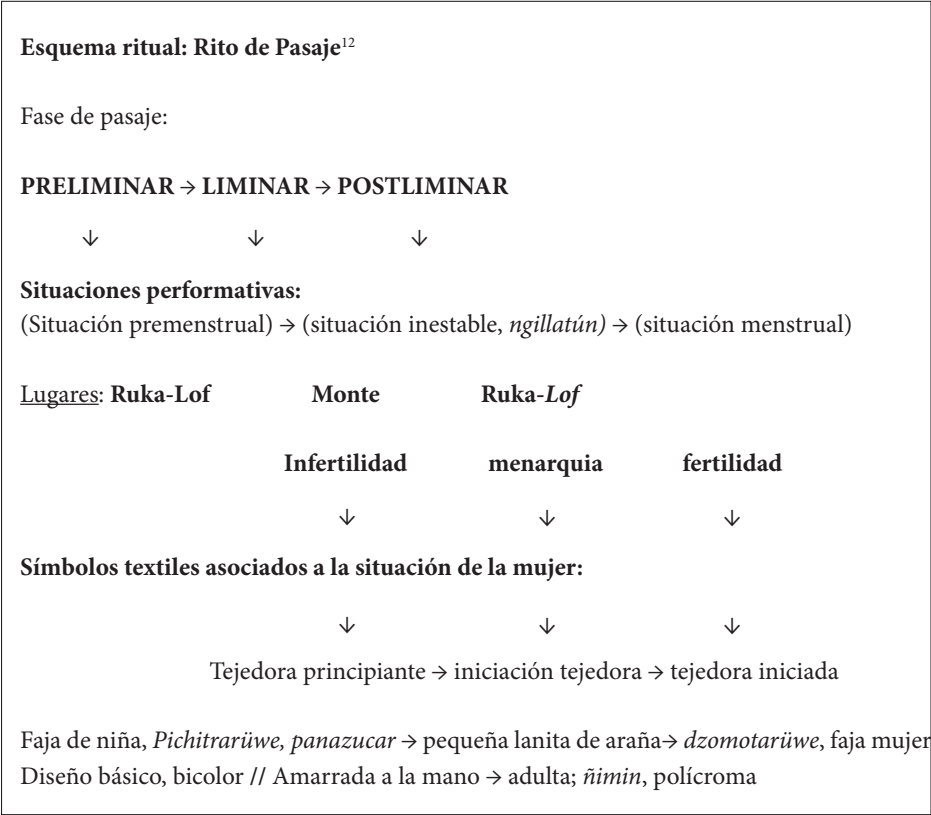 Esquema ritual: Rito de Pasaje¹²
Fase de pasaje:
PRELIMINAR → LIMINAR → POSTLIMINAR
↓ ↓ ↓
Situaciones performativas:
(Situación premenstrual) → (situación inestable, ngillatún) → (situación menstrual)
Lugares: Ruka-Lof Monte Ruka-Lof
Infertilidad menarquia fertilidad
↓ ↓ ↓
Símbolos textiles asociados a la situación de la mujer:
↓ ↓ ↓
Tejedora principiante → iniciación tejedora → tejedora iniciada
Faja de niña, Pichitrarüwe, panazucar → pequeña lanita de araña→ dzomotarüwe, faja mujer
Diseño básico, bicolor // Amarrada a la mano → adulta; ñimin, polícroma